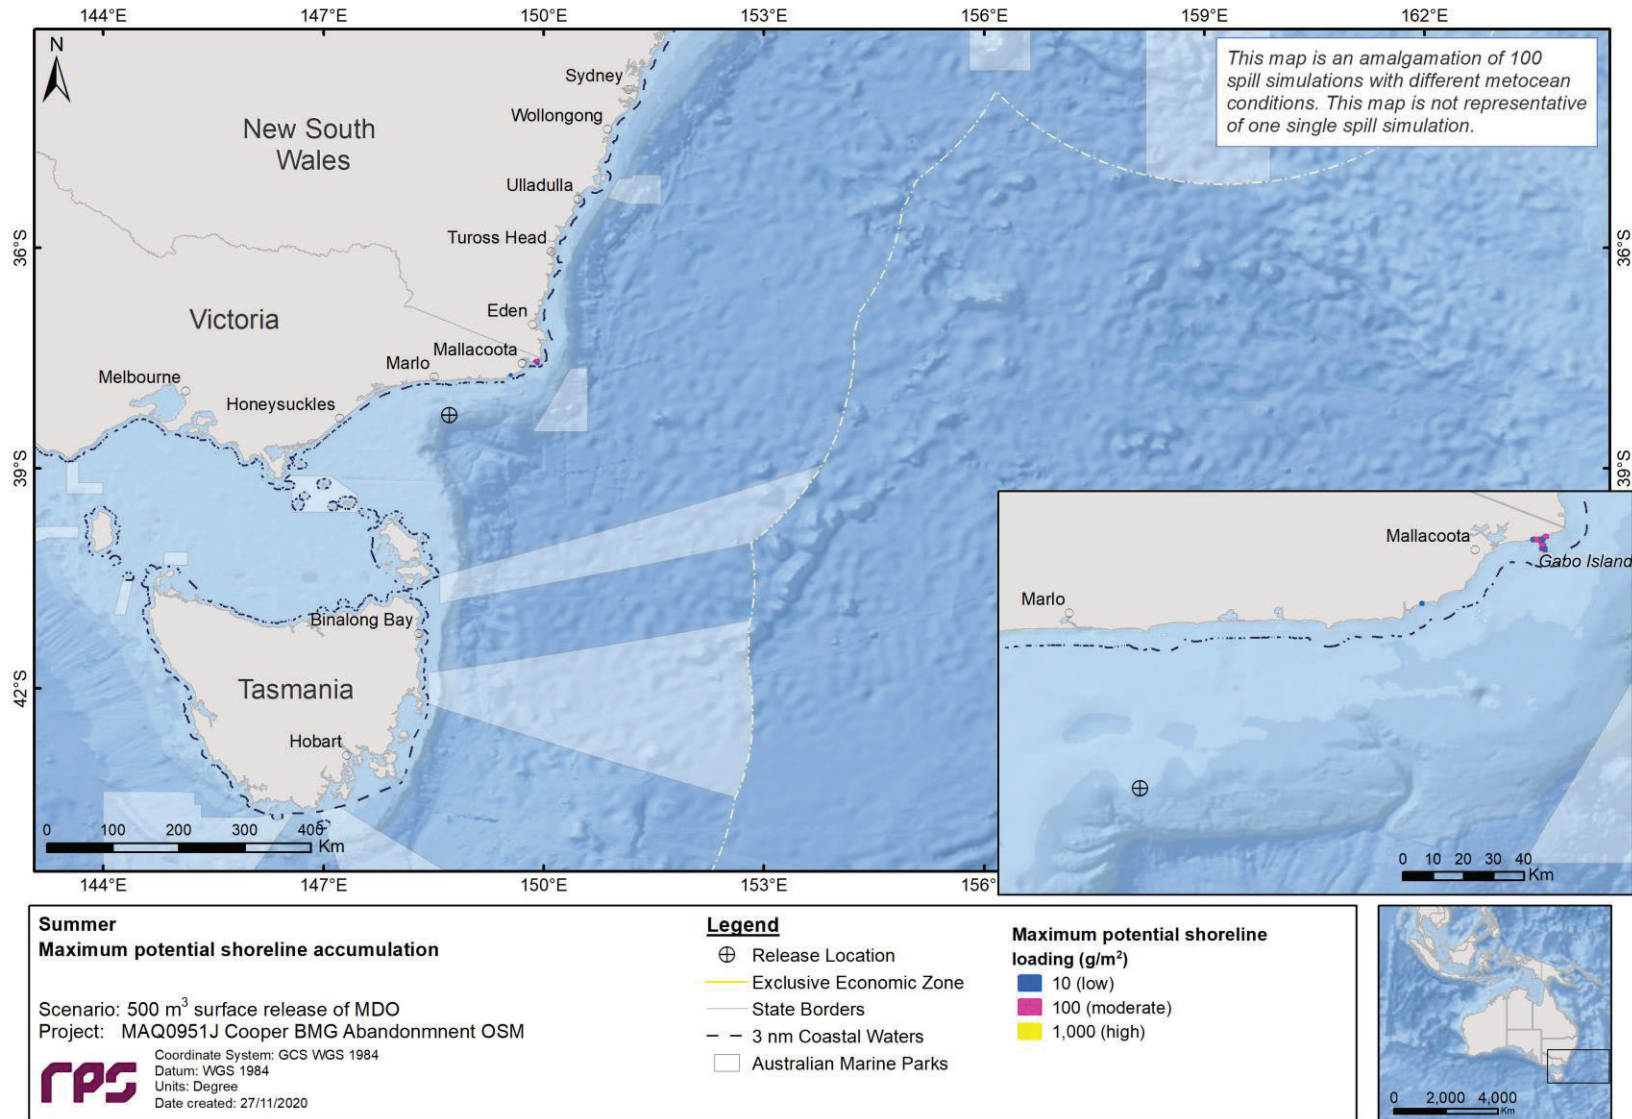 144°E 147°E 150°E 153°E 156°E 159°E 162°E
N
This map is an amalgamation of 100
spill simulations with different metocean
conditions. This map is not representative
of one single spill simulation.
Sydney
Wollongong
New South
Wales
Ulladulla
Tuross Head
36°S
36°S
Eden
Victoria
Mallacoota
Marlo
Melbourne
Honeysuckles
39°S
39°S
Mallacoota
Gabo Island
Marlo
Binalong Bay
42°S
Tasmania
Hobart
0 100 200 300 400
Km
0 10 20 30 40
Km
144°E 147°E 150°E 153°E 156°
Summer
Maximum potential shoreline accumulation
Scenario: 500 m³ surface release of MDO
Project: MAQ0951J Cooper BMG Abandonmnent OSM
rps
Coordinate System: GCS WGS 1984
Datum: WGS 1984
Units: Degree
Date created: 27/11/2020
Legend
Release Location
Exclusive Economic Zone
State Borders
3 nm Coastal Waters
Australian Marine Parks
Maximum potential shoreline
loading (g/m²)
10 (low)
100 (moderate)
1,000 (high)
0 2,000 4,000
Km